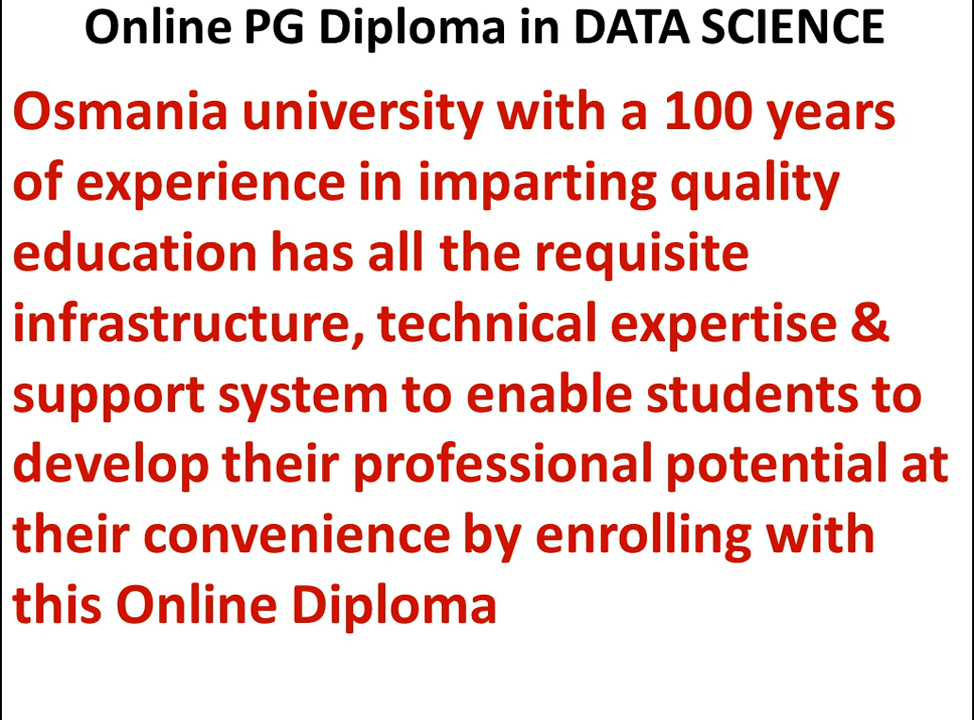 Online PG Diploma in DATA SCIENCE
Osmania university with a 100 years
of experience in imparting quality
education has all the requisite
infrastructure, technical expertise &
support system to enable students to
develop their professional potential at
their convenience by enrolling with
this Online Diploma